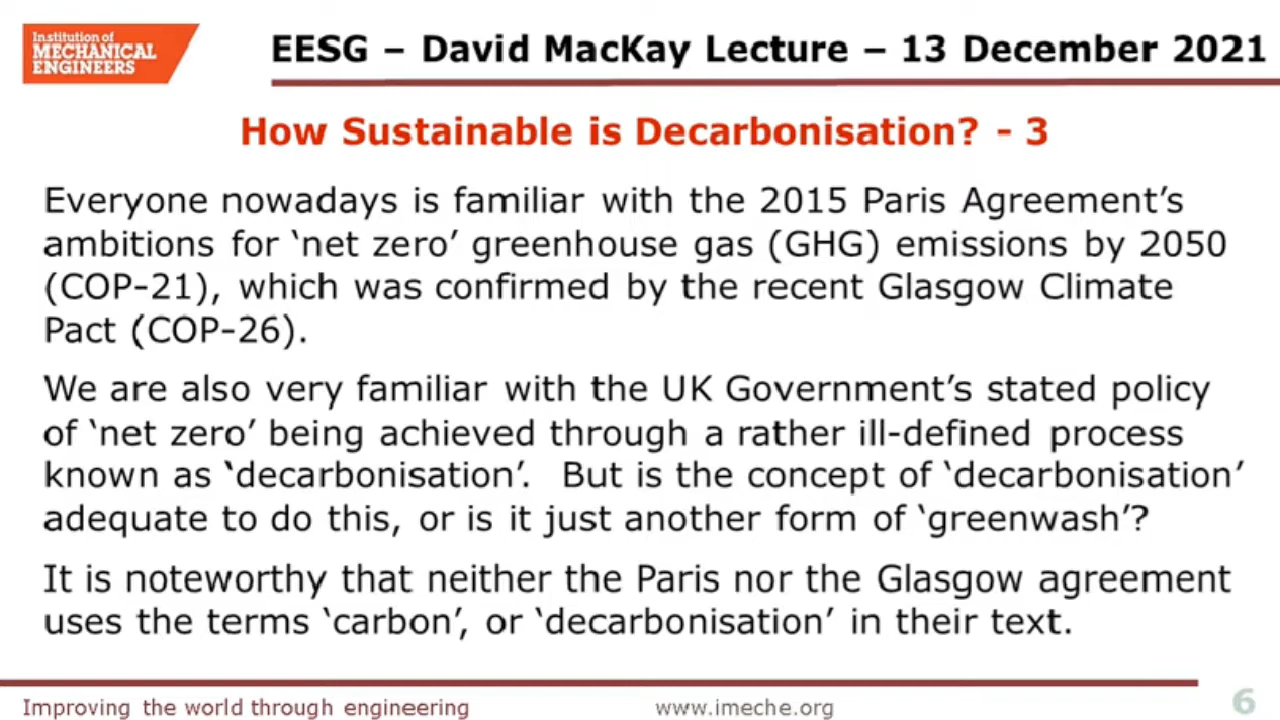 Institution of
MECHANICAL
ENGINEERS
EESG – David MacKay Lecture – 13 December 2021
How Sustainable is Decarbonisation? - 3
Everyone nowadays is familiar with the 2015 Paris Agreement’s
ambitions for ‘net zero’ greenhouse gas (GHG) emissions by 2050
(COP-21), which was confirmed by the recent Glasgow Climate
Pact (COP-26).
We are also very familiar with the UK Government’s stated policy
of ‘net zero’ being achieved through a rather ill-defined process
known as ‘decarbonisation’. But is the concept of ‘decarbonisation’
adequate to do this, or is it just another form of ‘greenwash’?
It is noteworthy that neither the Paris nor the Glasgow agreement
uses the terms ‘carbon’, or ‘decarbonisation’ in their text.
Improving the world through engineering
www.imeche.org
6